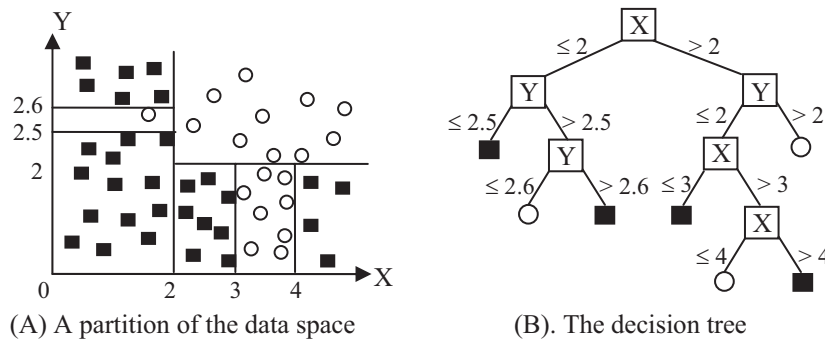 Y
2.6
2.5
2
0 2 3 4 X
(A) A partition of the data space
X
≤ 2 > 2
Y Y
≤ 2.5 > 2.5 ≤ 2 > 2
Y X
≤ 2.6 > 2.6 ≤ 3 > 3
X
≤ 4 > 4
(B). The decision tree